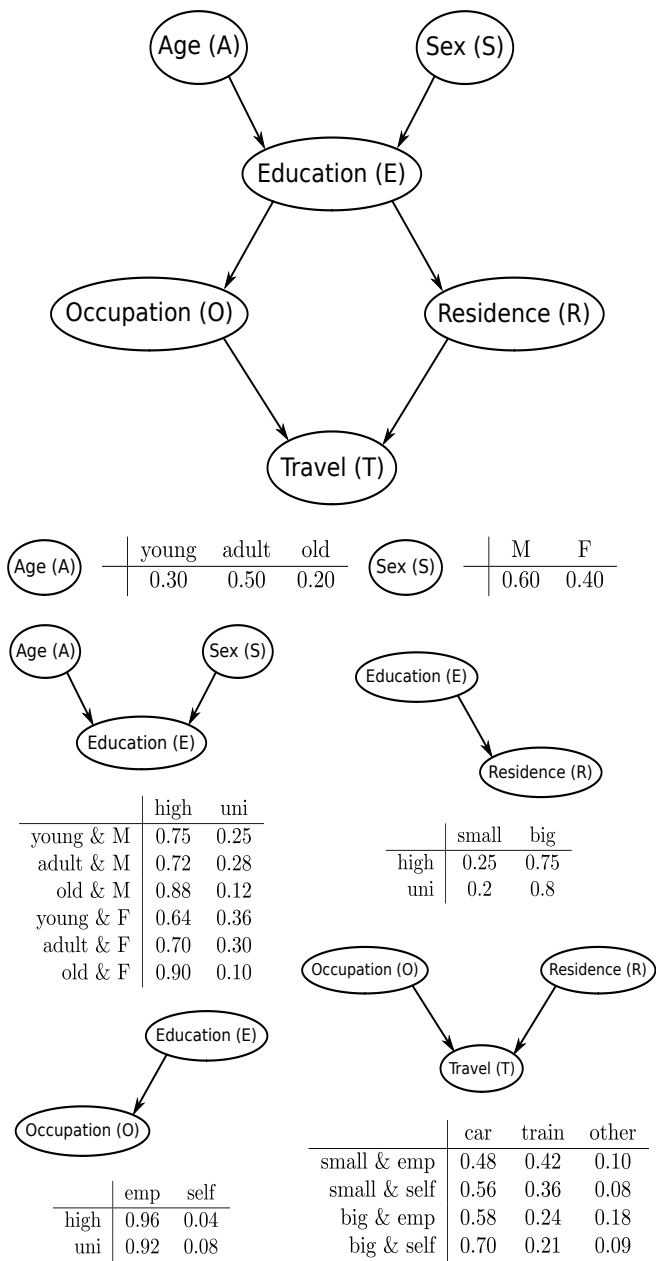 Age (A) Sex (S)
Education (E)
Occupation (O) Residence (R)
Travel (T)
Age (A) young adult old
0.30 0.50 0.20
Sex (S) M F
0.60 0.40
Age (A) Sex (S)
Education (E)
high uni
young & M 0.75 0.25
adult & M 0.72 0.28
old & M 0.88 0.12
young & F 0.64 0.36
adult & F 0.70 0.30
old & F 0.90 0.10
Education (E)
Residence (R)
small big
high 0.25 0.75
uni 0.2 0.8
Education (E)
Occupation (O)
emp self
high 0.96 0.04
uni 0.92 0.08
Occupation (O) Residence (R)
Travel (T)
car train other
small & emp 0.48 0.42 0.10
small & self 0.56 0.36 0.08
big & emp 0.58 0.24 0.18
big & self 0.70 0.21 0.09